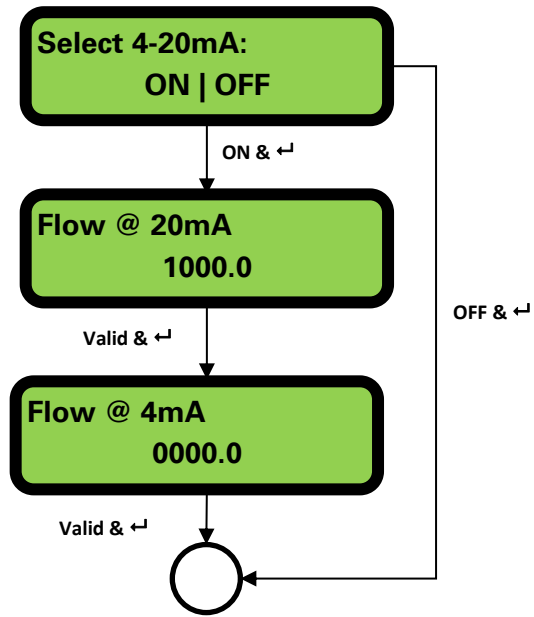 Select 4-20mA:
ON | OFF
ON & ↵
Flow @ 20mA
1000.0
OFF & ↵
Valid & ↵
Flow @ 4mA
0000.0
Valid & ↵